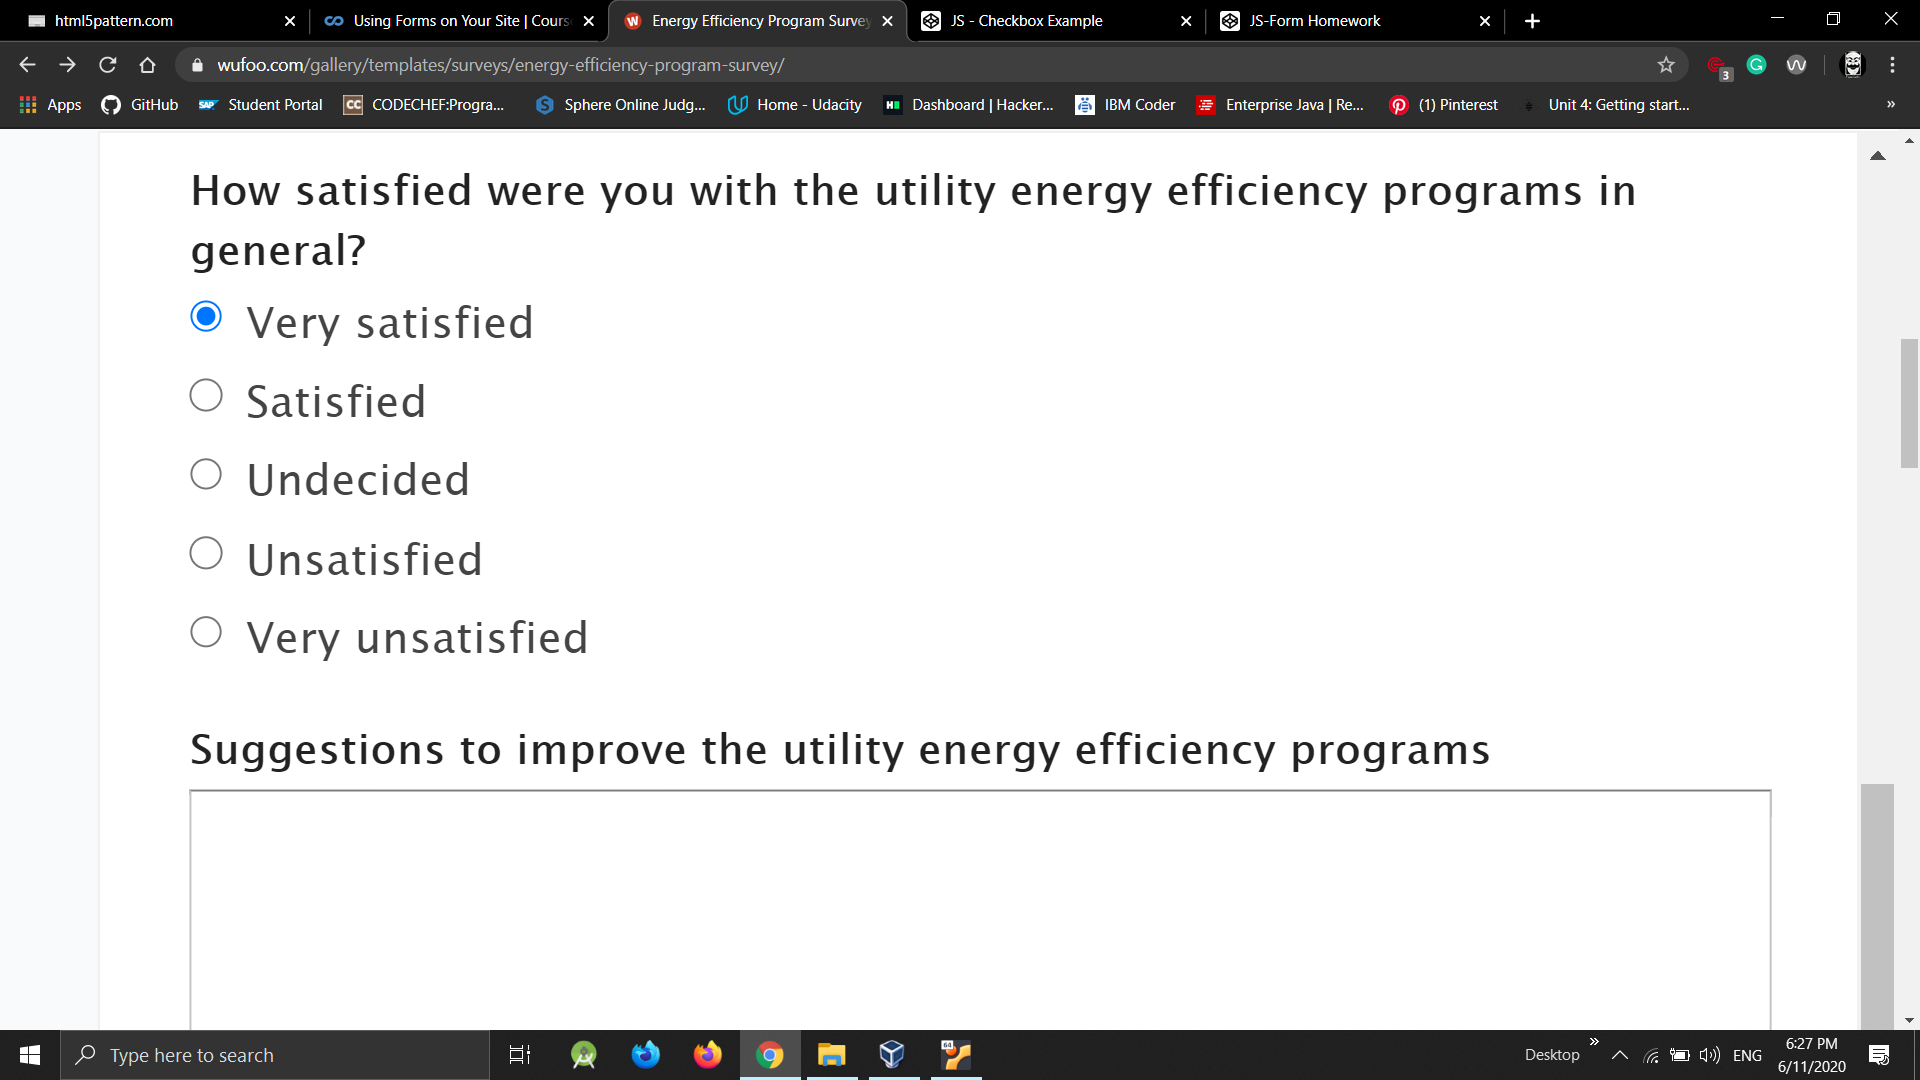 html5pattern.com
Using Forms on Your Site | Cours
Energy Efficiency Program Survey
JS - Checkbox Example
JS-Form Homework
wufoo.com/gallery/templates/surveys/energy-efficiency-program-survey/
3
Apps
GitHub
SAP
Student Portal
CC
CODECHEF:Progra...
Sphere Online Judg...
Home - Udacity
Dashboard | Hacker...
IBM Coder
Enterprise Java | Re...
(1) Pinterest
Unit 4: Getting start...
»
How satisfied were you with the utility energy efficiency programs in
general?
Very satisfied
Satisfied
Undecided
Unsatisfied
Very unsatisfied
Suggestions to improve the utility energy efficiency programs
Type here to search
64
Desktop
»
ENG
6:27 PM
6/11/2020